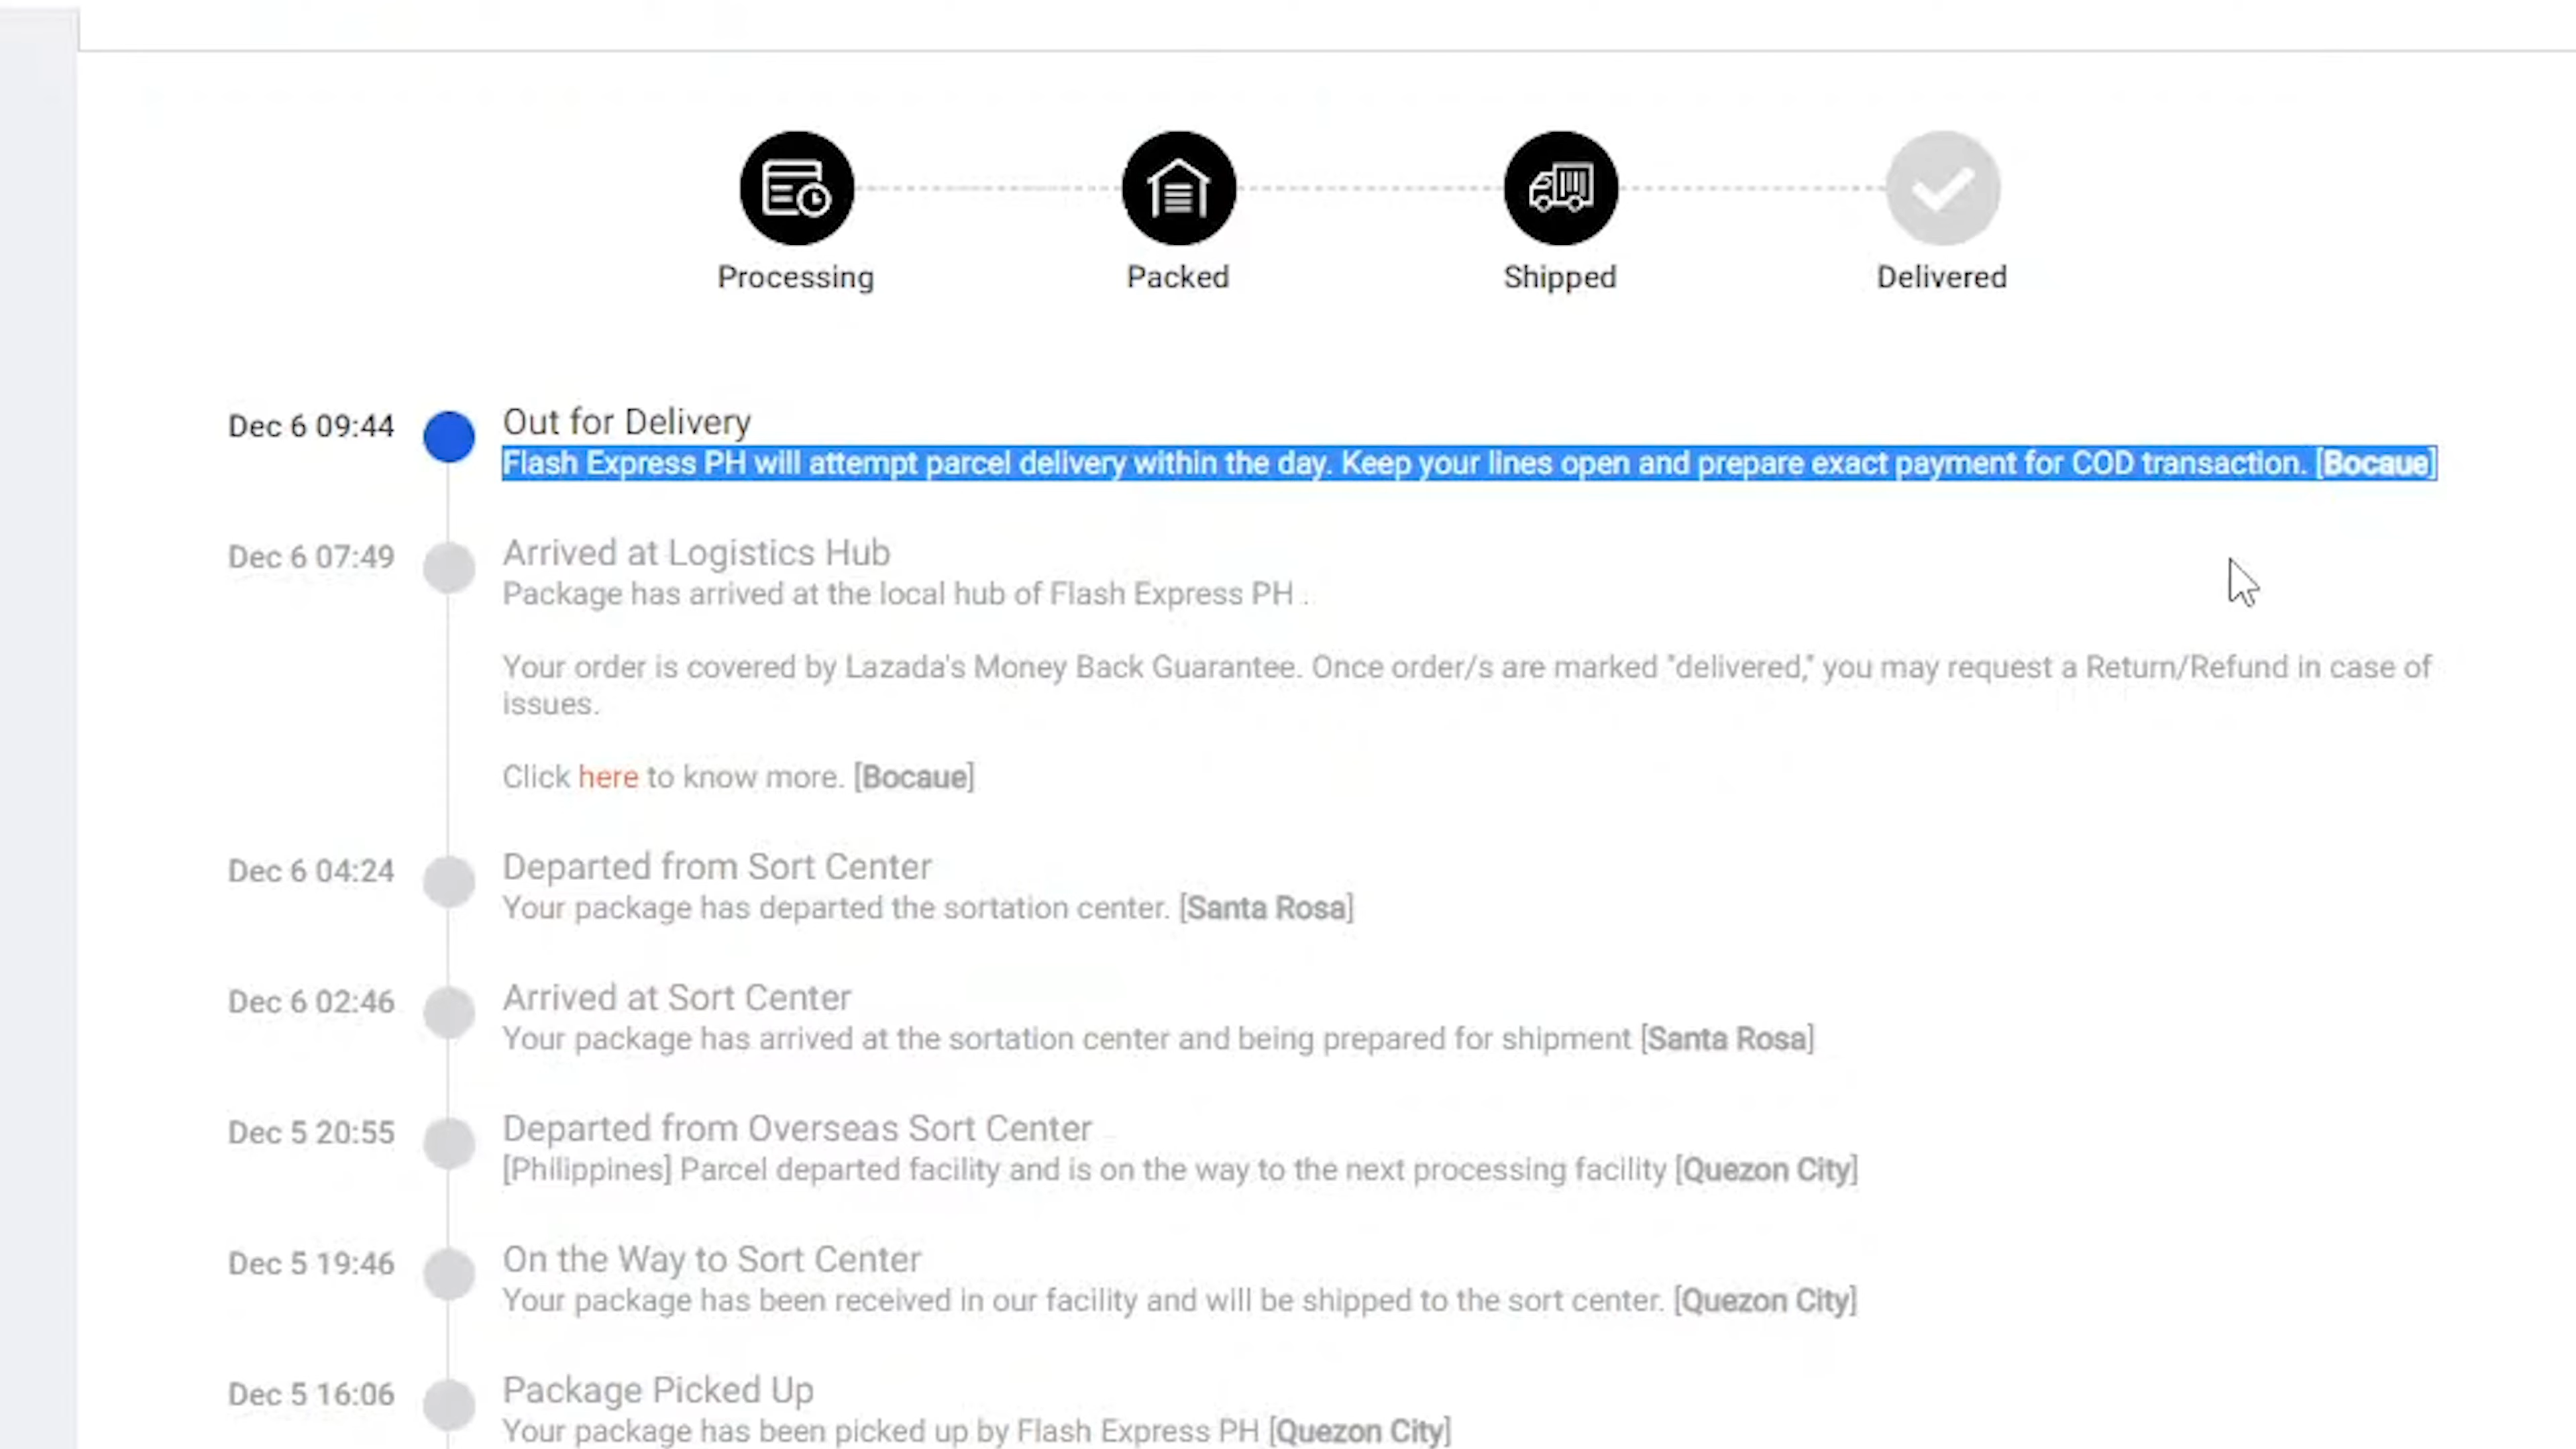 Processing
Packed
Shipped
Delivered
Dec 6 09:44
Out for Delivery
Flash Express PH will attempt parcel delivery within the day. Keep your lines open and prepare exact payment for COD transaction. [Bocaue]
Dec 6 07:49
Arrived at Logistics Hub
Package has arrived at the local hub of Flash Express PH .
Your order is covered by Lazada's Money Back Guarantee. Once order/s are marked "delivered," you may request a Return/Refund in case of
issues.
Click here to know more. [Bocaue]
Dec 6 04:24
Departed from Sort Center
Your package has departed the sortation center. [Santa Rosa]
Dec 6 02:46
Arrived at Sort Center
Your package has arrived at the sortation center and being prepared for shipment [Santa Rosa]
Dec 5 20:55
Departed from Overseas Sort Center
[Philippines] Parcel departed facility and is on the way to the next processing facility [Quezon City]
Dec 5 19:46
On the Way to Sort Center
Your package has been received in our facility and will be shipped to the sort center. [Quezon City]
Dec 5 16:06
Package Picked Up
Your package has been picked up by Flash Express PH [Quezon City]